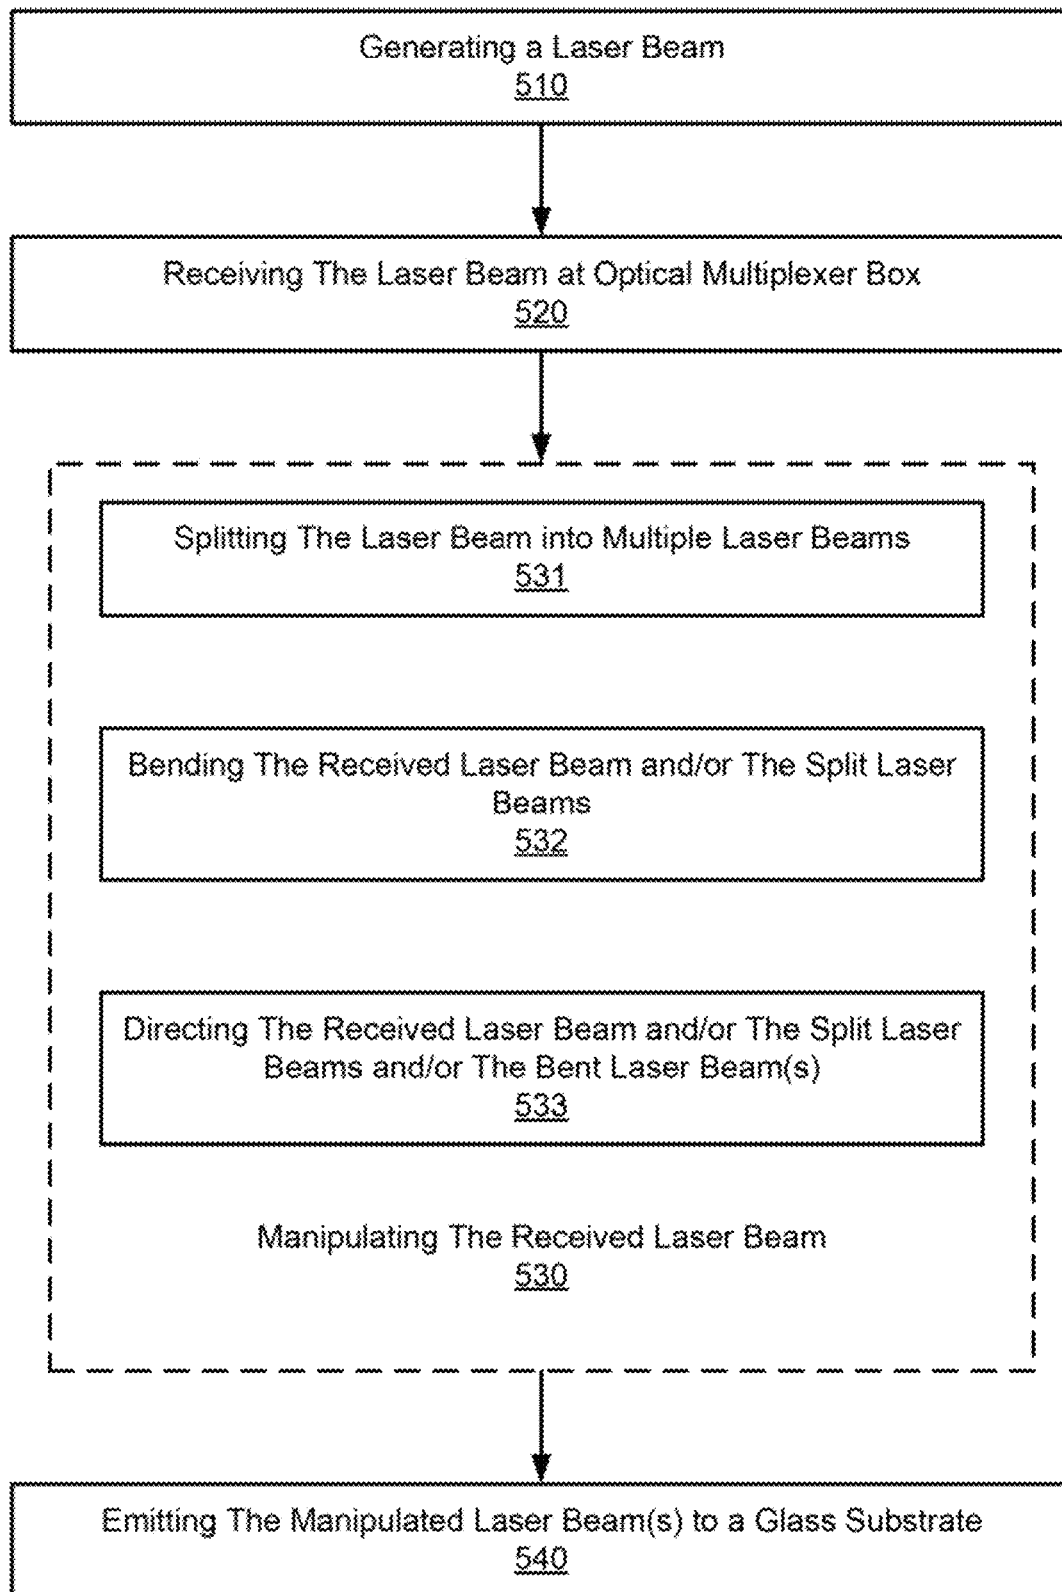 Generating a Laser Beam
510
Receiving The Laser Beam at Optical Multiplexer Box
520
Splitting The Laser Beam into Multiple Laser Beams
531
Bending The Received Laser Beam and/or The Split Laser
Beams
532
Directing The Received Laser Beam and/or The Split Laser
Beams and/or The Bent Laser Beam(s)
533
Manipulating The Received Laser Beam
530
Emitting The Manipulated Laser Beam(s) to a Glass Substrate
540